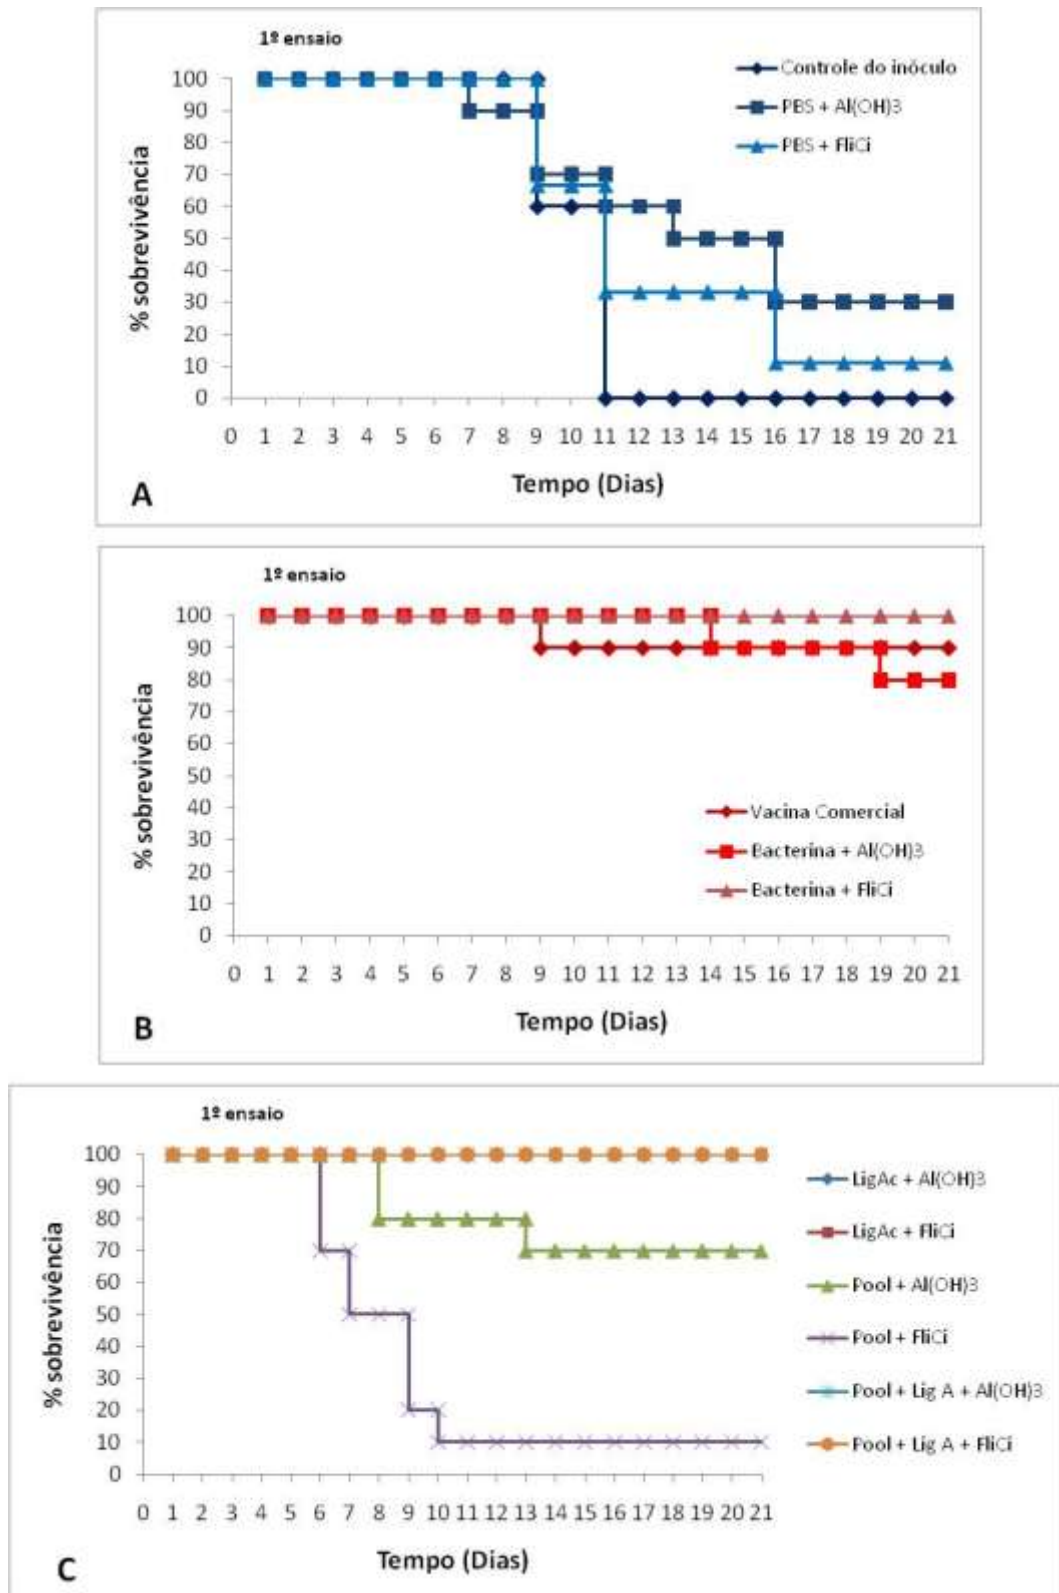 1º ensaio
Controle do inóculo
PBS + Al(OH)3
PBS + FliCi
100
90
80
70
60
50
40
30
20
10
0
% sobrevivência
0 1 2 3 4 5 6 7 8 9 10 11 12 13 14 15 16 17 18 19 20 21
Tempo (Dias)
A
1º ensaio
100
90
80
70
60
50
40
30
20
10
0
% sobrevivência
Vacina Comercial
Bacterina + Al(OH)3
Bacterina + FliCi
0 1 2 3 4 5 6 7 8 9 10 11 12 13 14 15 16 17 18 19 20 21
Tempo (Dias)
B
1º ensaio
100
90
80
70
60
50
40
30
20
10
0
% sobrevivência
LigAc + Al(OH)3
LigAc + FliCi
Pool + Al(OH)3
Pool + FliCi
Pool + Lig A + Al(OH)3
Pool + Lig A + FliCi
0 1 2 3 4 5 6 7 8 9 10 11 12 13 14 15 16 17 18 19 20 21
Tempo (Dias)
C